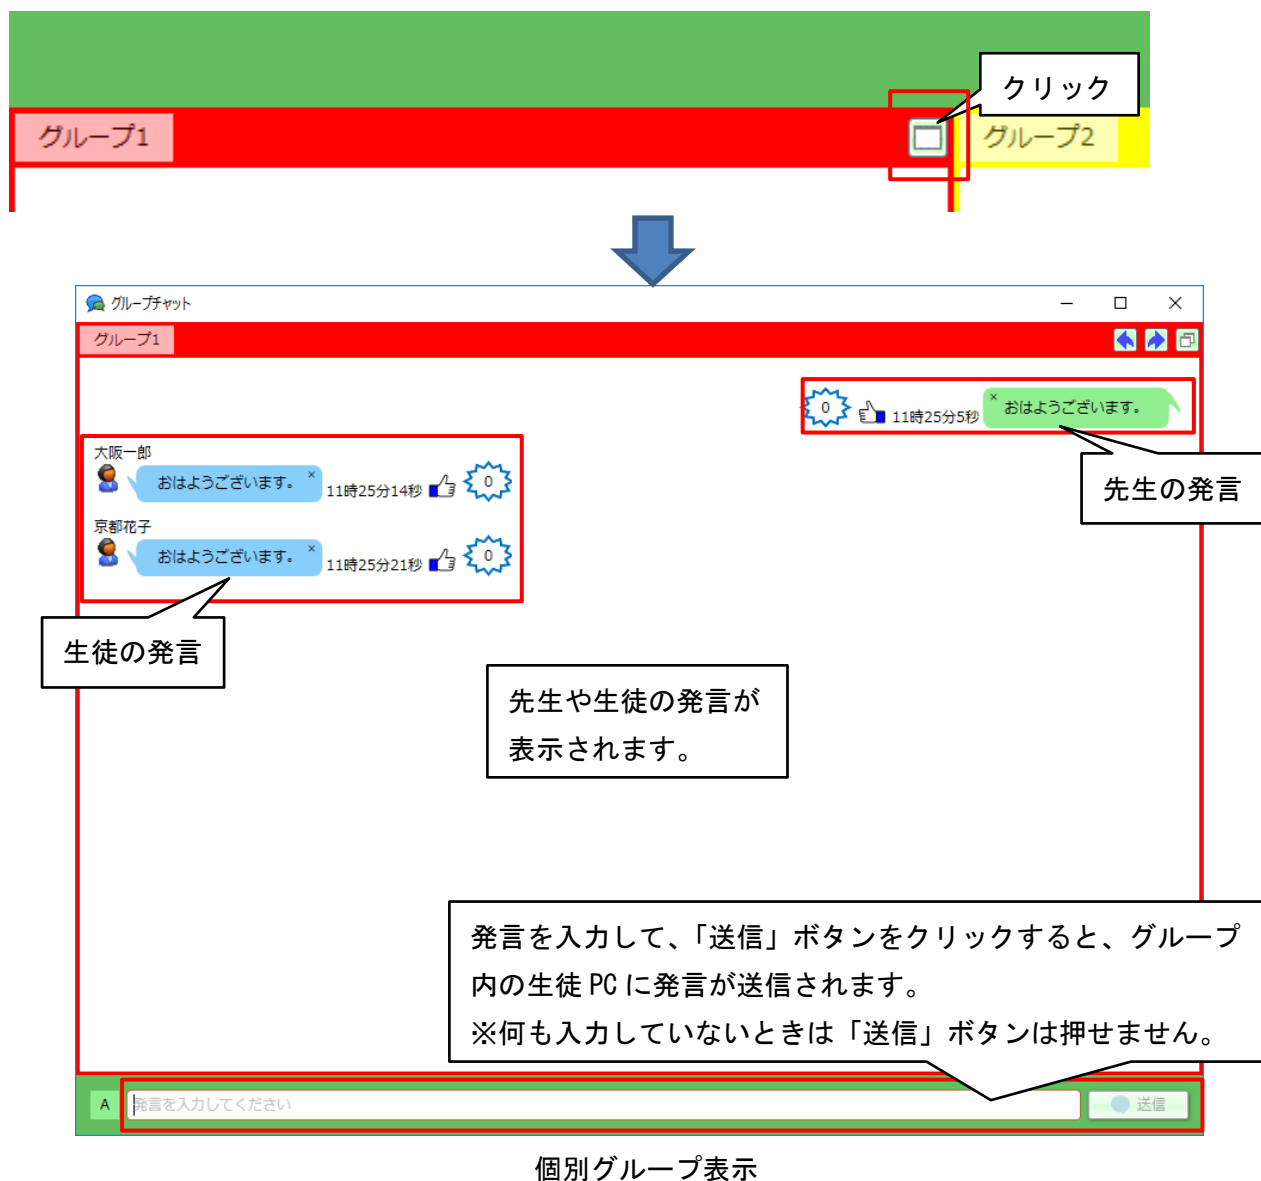 クリック
グループ1
グループ2
グループチャット
グループ1
0 11時25分5秒 × おはようございます。
先生の発言
大阪一郎
おはようございます。 × 11時25分14秒 0
京都花子
おはようございます。 × 11時25分21秒 0
生徒の発言
先生や生徒の発言が
表示されます。
発言を入力して、「送信」ボタンをクリックすると、グループ
内の生徒 PC に発言が送信されます。
※何も入力していないときは「送信」ボタンは押せません。
A 発言を入力してください 送信
個別グループ表示